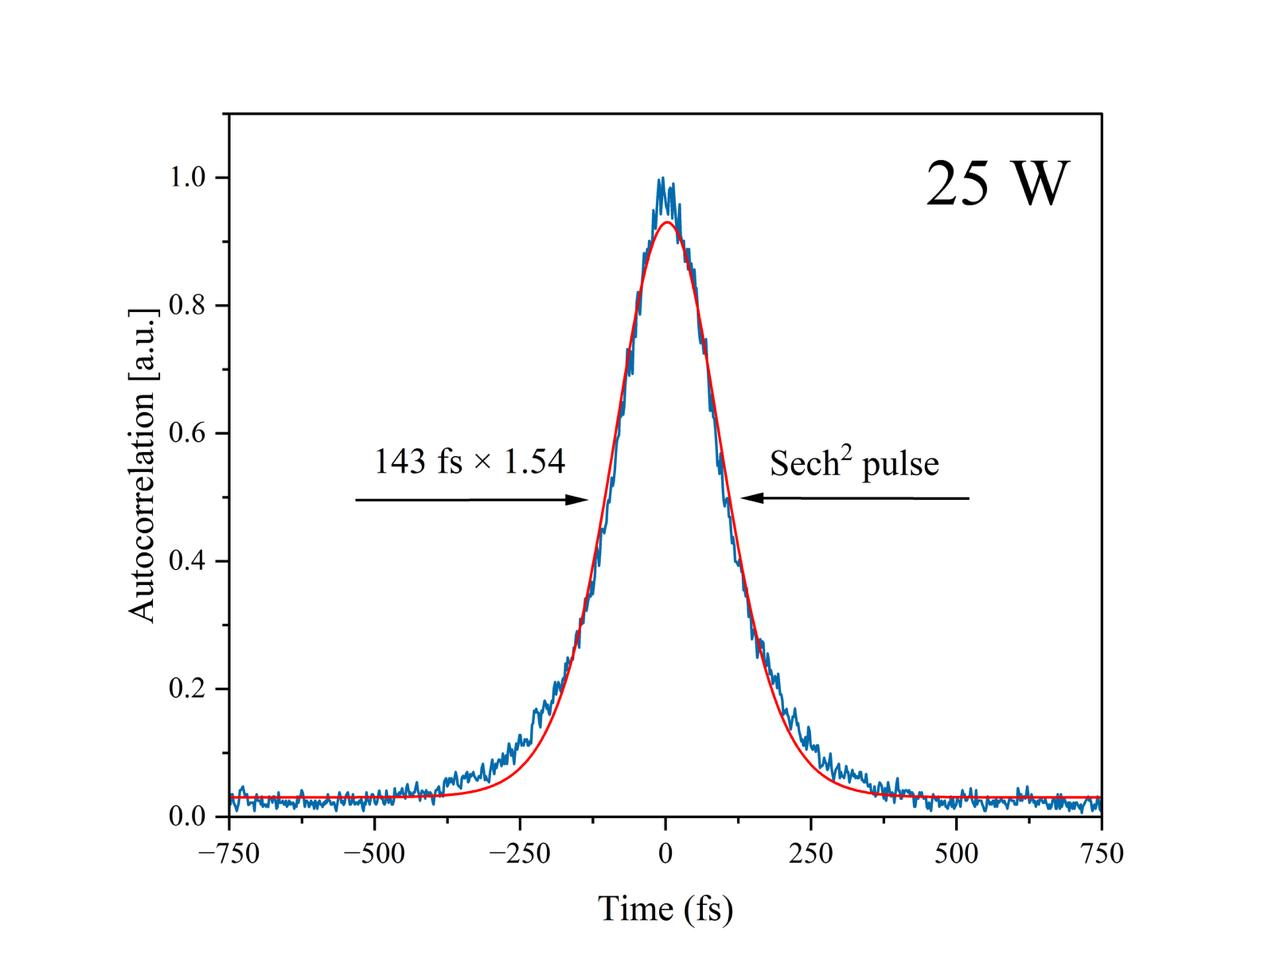 25 W
1.0
0.8
0.6
0.4
0.2
0.0
Autocorrelation [a.u.]
143 fs × 1.54
Sech² pulse
−750 −500 −250 0 250 500 750
Time (fs)